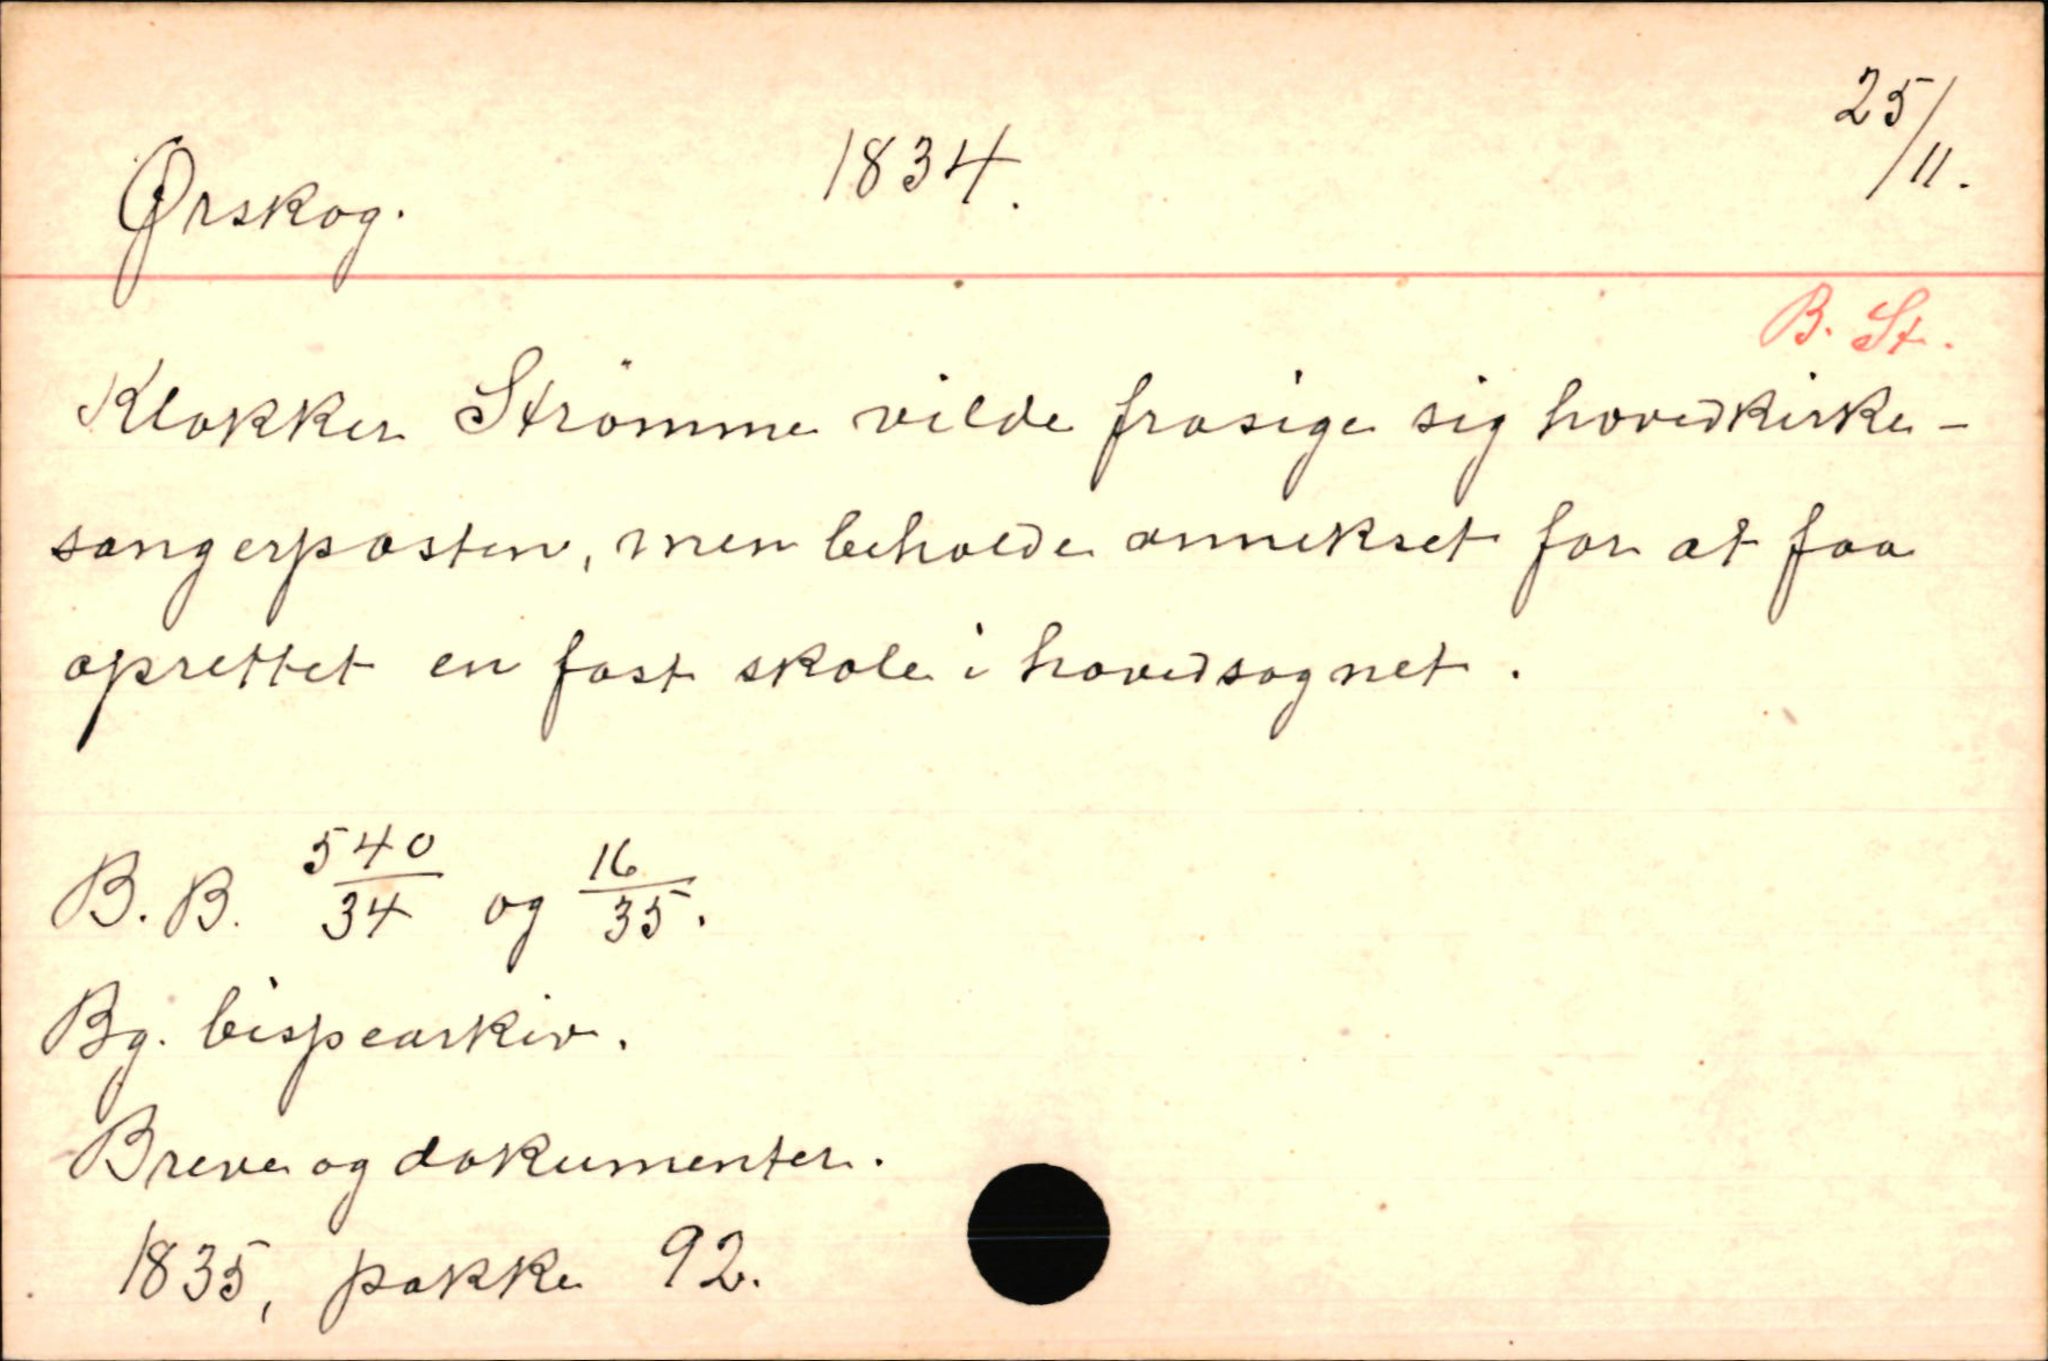 Ørskog. 1834. 25/11.
B. St.
Klokker Strömme vilde frasige sig hovedkirke-
sangerposten, men beholde annekset for at faa
oprettet en fast skole i hovedsognet.
B. B. 540/34 og 16/35.
Bg. bispearkiv.
Breve og dokumenter.
1835, pakke 92.